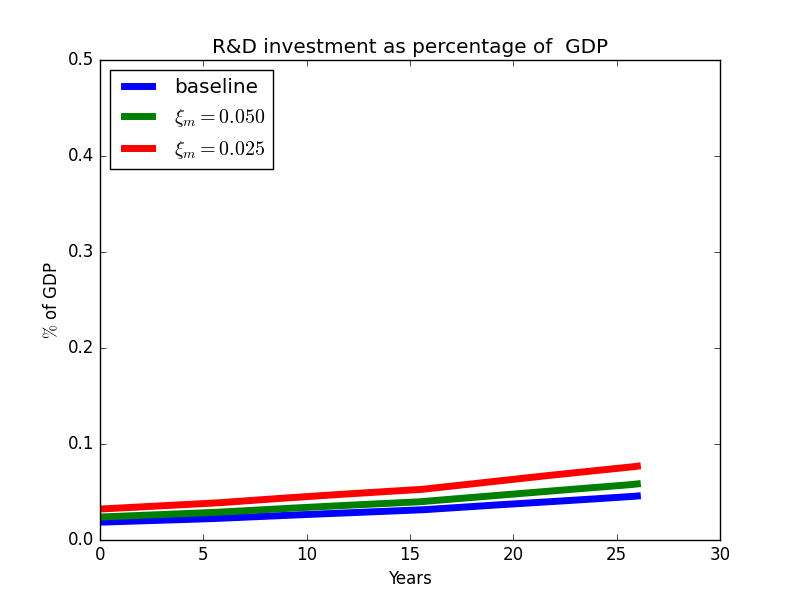 R&D investment as percentage of  GDP
0.5
baseline
ξₘ = 0.050
ξₘ = 0.025
0.4
0.3
% of GDP
0.2
0.1
0.0
0 5 10 15 20 25 30
Years